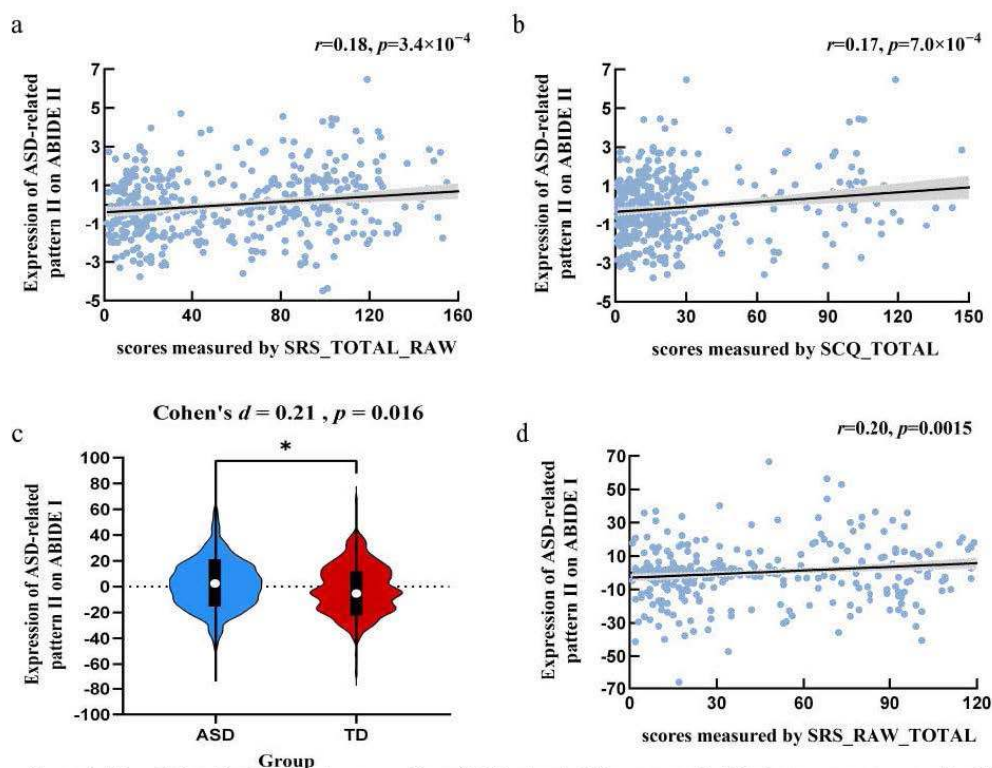 a
r=0.18, p=3.4×10⁻⁴
Expression of ASD-related
pattern II on ABIDE II
7
5
3
1
-1
-3
-5
0
40
80
120
160
scores measured by SRS_TOTAL_RAW
b
r=0.17, p=7.0×10⁻⁴
Expression of ASD-related
pattern II on ABIDE II
7
5
3
1
-1
-3
-5
0
30
60
90
120
150
scores measured by SCQ_TOTAL
c
Cohen's d = 0.21 , p = 0.016
*
Expression of ASD-related
pattern II on ABIDE I
100
80
60
40
20
0
-20
-40
-60
-80
-100
ASD
TD
Group
d
r=0.20, p=0.0015
Expression of ASD-related
pattern II on ABIDE I
70
50
30
10
-10
-30
-50
-70
0
30
60
90
120
scores measured by SRS_RAW_TOTAL